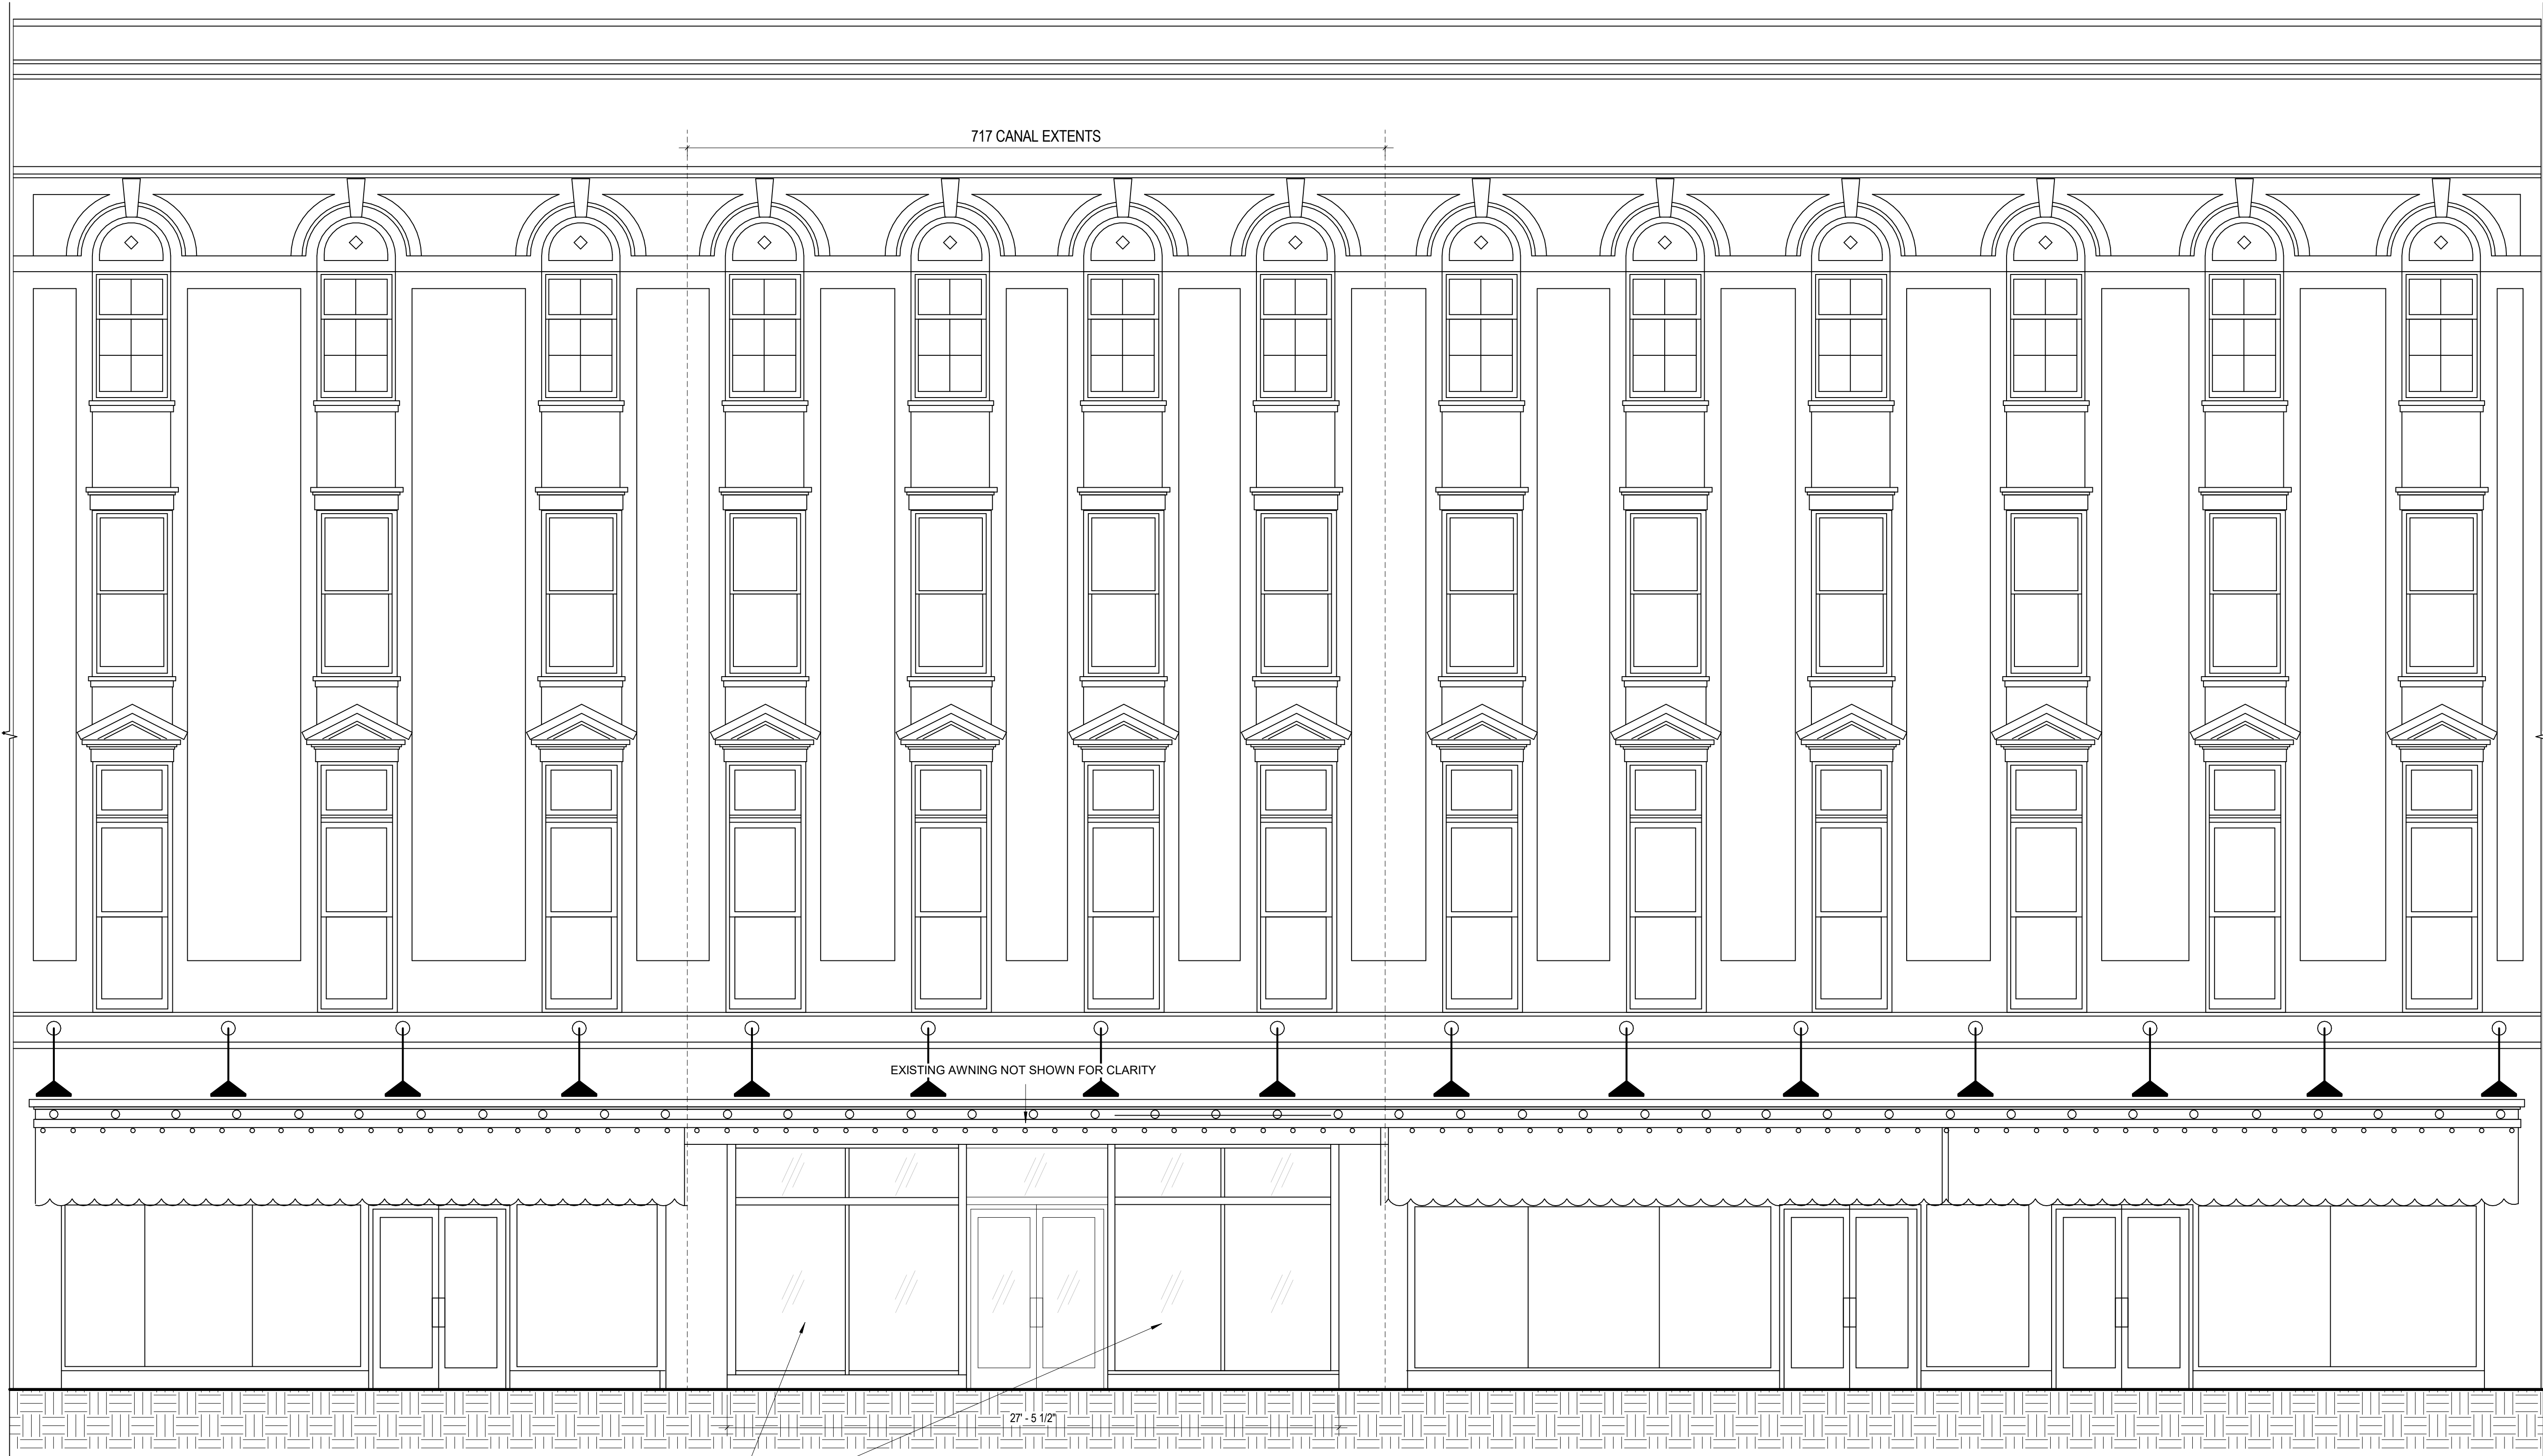 717 CANAL EXTENTS
EXISTING AWNING NOT SHOWN FOR CLARITY
27' - 5 1/2"